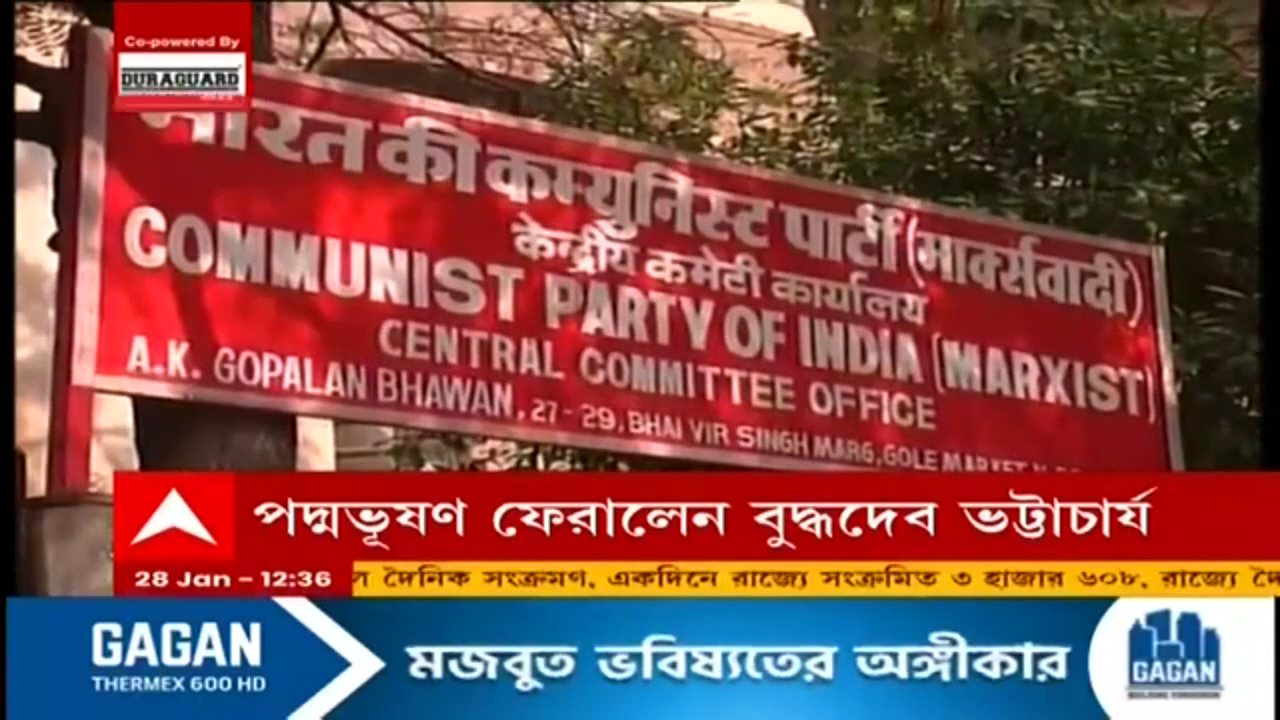 Co-powered By
DURAGUARD
भारत की कम्युनिस्ट पार्टी (मार्क्सवादी)
केन्द्रीय कमेटी कार्यालय
COMMUNIST PARTY OF INDIA (MARXIST)
CENTRAL COMMITTEE OFFICE
A.K. GOPALAN BHAWAN, 27-29, BHAI VIR SINGH MARG, GOLE MARKET
পদ্মভূষণ ফেরালেন বুদ্ধদেব ভট্টাচার্য
28 Jan - 12:36
দৈনিক সংক্রমণ, একদিনে রাজ্যে সংক্রমিত ৩ হাজার ৬০৮, রাজ্যে
GAGAN
THERMEX 600 HD
মজবুত ভবিষ্যতের অঙ্গীকার
GAGAN